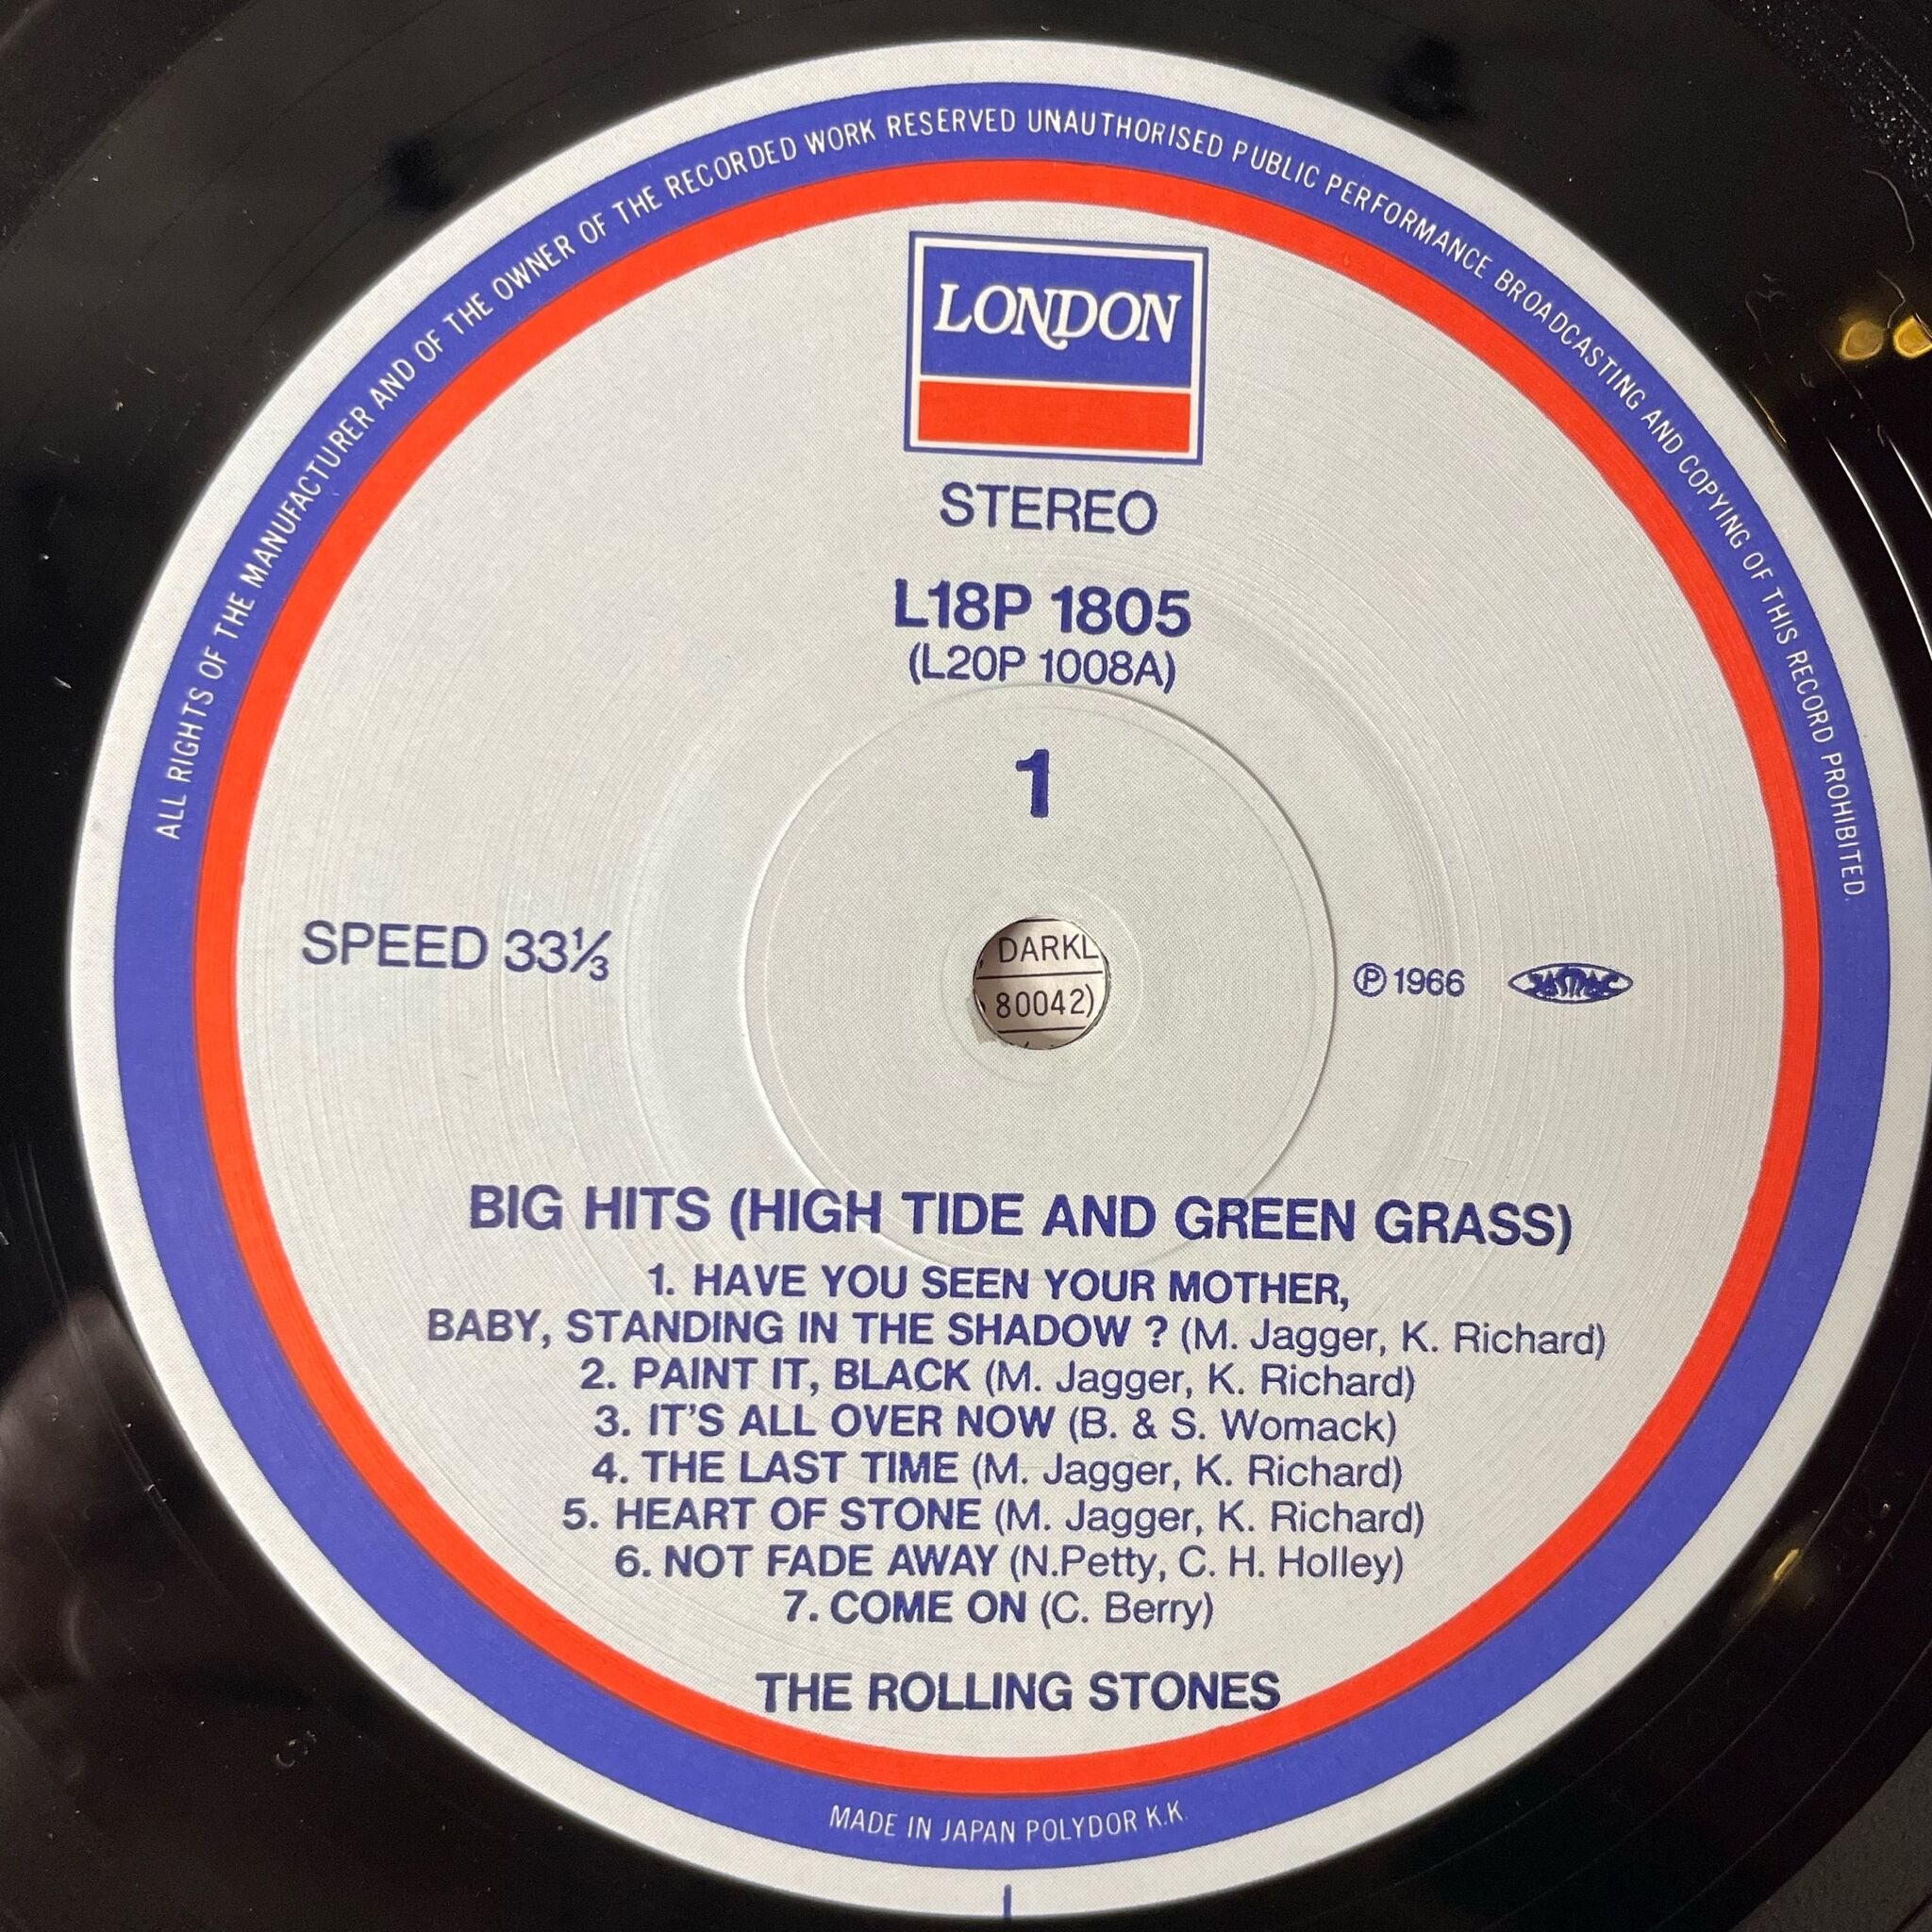 ALL RIGHTS OF THE MANUFACTURER AND OF THE OWNER OF THE RECORDED WORK RESERVED UNAUTHORISED PUBLIC PERFORMANCE BROADCASTING AND COPYING OF THIS RECORD PROHIBITED.
LONDON
STEREO
L18P 1805
(L20P 1008A)
1
SPEED 33⅓
DARKL
80042)
Ⓟ1966
JASRAC
BIG HITS (HIGH TIDE AND GREEN GRASS)
1. HAVE YOU SEEN YOUR MOTHER,
BABY, STANDING IN THE SHADOW ? (M. Jagger, K. Richard)
2. PAINT IT, BLACK (M. Jagger, K. Richard)
3. IT'S ALL OVER NOW (B. & S. Womack)
4. THE LAST TIME (M. Jagger, K. Richard)
5. HEART OF STONE (M. Jagger, K. Richard)
6. NOT FADE AWAY (N.Petty, C. H. Holley)
7. COME ON (C. Berry)
THE ROLLING STONES
MADE IN JAPAN POLYDOR K.K.